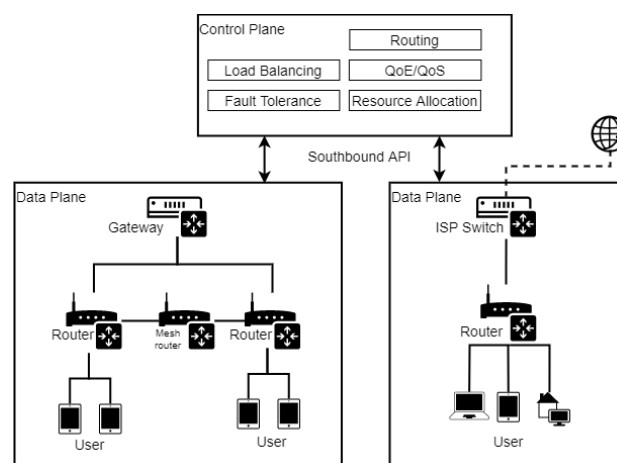 Control Plane
Routing
Load Balancing
QoE/QoS
Fault Tolerance
Resource Allocation
Southbound API
Data Plane
Gateway
Router
Mesh
router
Router
User
User
Data Plane
ISP Switch
Router
User